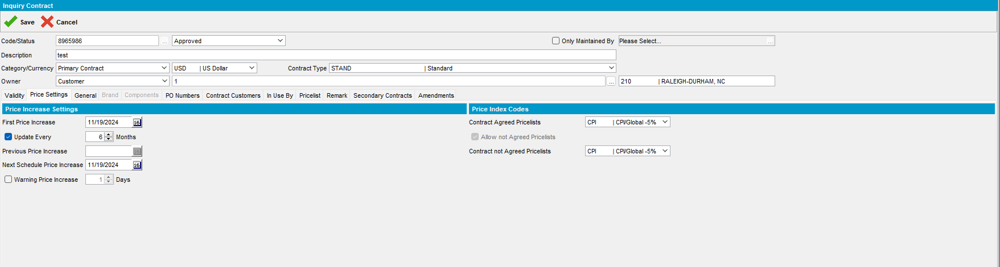 Inquiry Contract
Save Cancel
Code/Status 8965986 ... Approved Only Maintained By Please Select... ...
Description test
Category/Currency Primary Contract USD | US Dollar Contract Type STAND | Standard
Owner Customer 1 ... 210 | RALEIGH-DURHAM, NC
Validity Price Settings General Brand Components PO Numbers Contract Customers In Use By Pricelist Remark Secondary Contracts Amendments
Price Increase Settings Price Index Codes
First Price Increase 11/19/2024 16 Contract Agreed Pricelists CPI | CPI/Global -5%
Update Every 6 Months Allow not Agreed Pricelists
Previous Price Increase 16 Contract not Agreed Pricelists CPI | CPI/Global -5%
Next Schedule Price Increase 11/19/2024 16
Warning Price Increase 1 Days